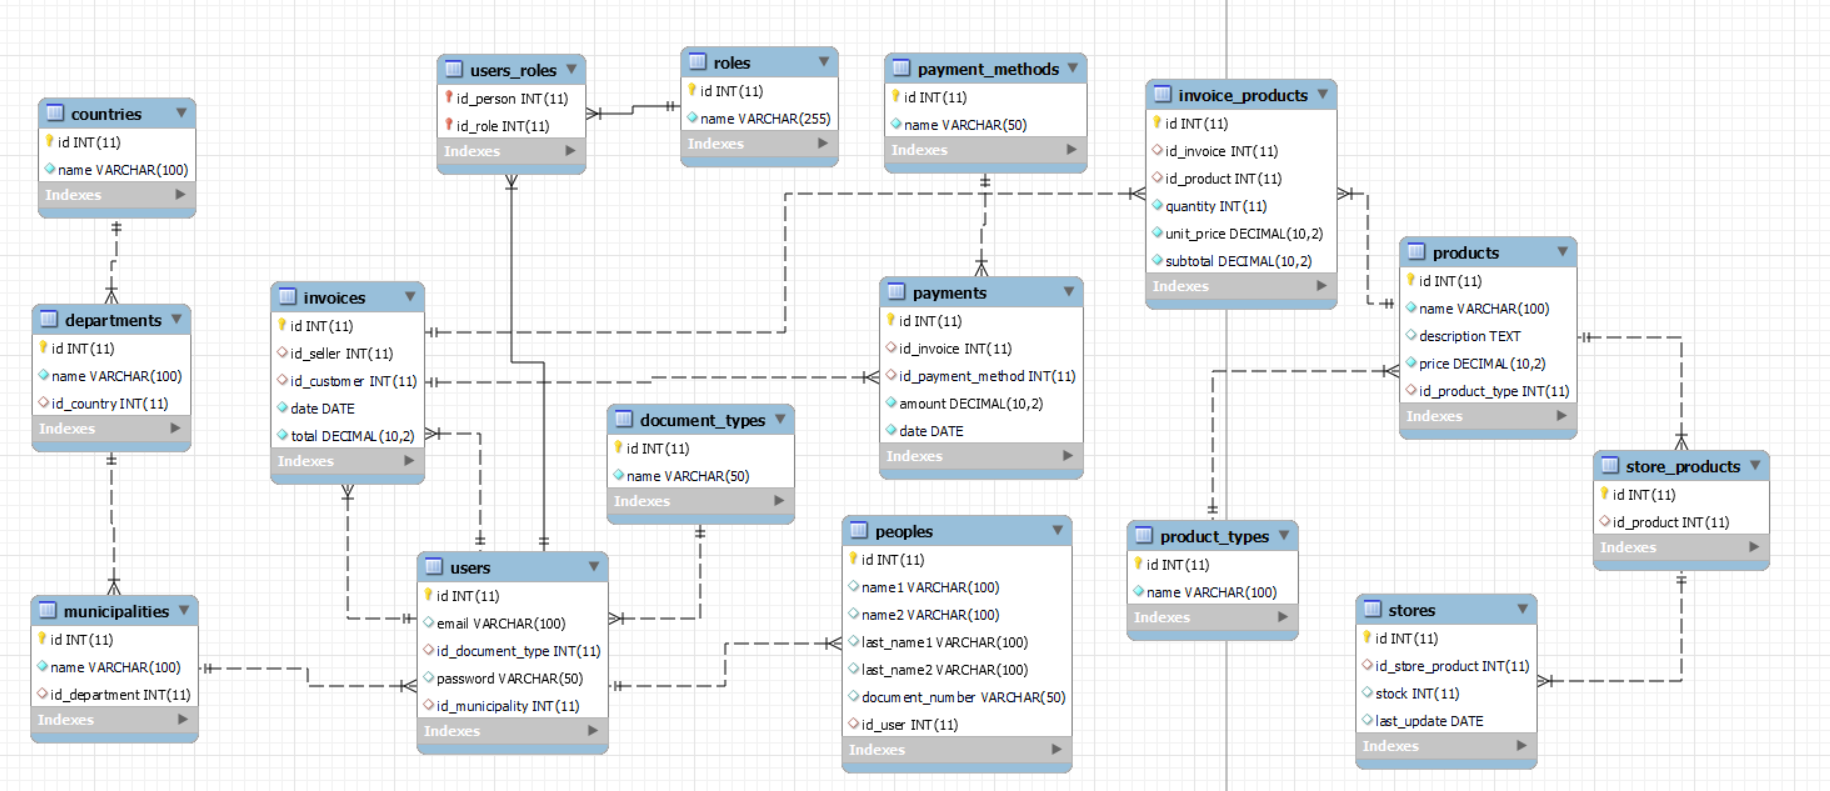 users_roles
id_person INT(11)
id_role INT(11)
Indexes
roles
id INT(11)
name VARCHAR(255)
Indexes
payment_methods
id INT(11)
name VARCHAR(50)
Indexes
invoice_products
id INT(11)
id_invoice INT(11)
id_product INT(11)
quantity INT(11)
unit_price DECIMAL(10,2)
subtotal DECIMAL(10,2)
Indexes
countries
id INT(11)
name VARCHAR(100)
Indexes
products
id INT(11)
name VARCHAR(100)
description TEXT
price DECIMAL(10,2)
id_product_type INT(11)
Indexes
departments
id INT(11)
name VARCHAR(100)
id_country INT(11)
Indexes
invoices
id INT(11)
id_seller INT(11)
id_customer INT(11)
date DATE
total DECIMAL(10,2)
Indexes
payments
id INT(11)
id_invoice INT(11)
id_payment_method INT(11)
amount DECIMAL(10,2)
date DATE
Indexes
document_types
id INT(11)
name VARCHAR(50)
Indexes
store_products
id INT(11)
id_product INT(11)
Indexes
peoples
id INT(11)
name1 VARCHAR(100)
name2 VARCHAR(100)
last_name1 VARCHAR(100)
last_name2 VARCHAR(100)
document_number VARCHAR(50)
id_user INT(11)
Indexes
product_types
id INT(11)
name VARCHAR(100)
Indexes
users
id INT(11)
email VARCHAR(100)
id_document_type INT(11)
password VARCHAR(50)
id_municipality INT(11)
Indexes
municipalities
id INT(11)
name VARCHAR(100)
id_department INT(11)
Indexes
stores
id INT(11)
id_store_product INT(11)
stock INT(11)
last_update DATE
Indexes